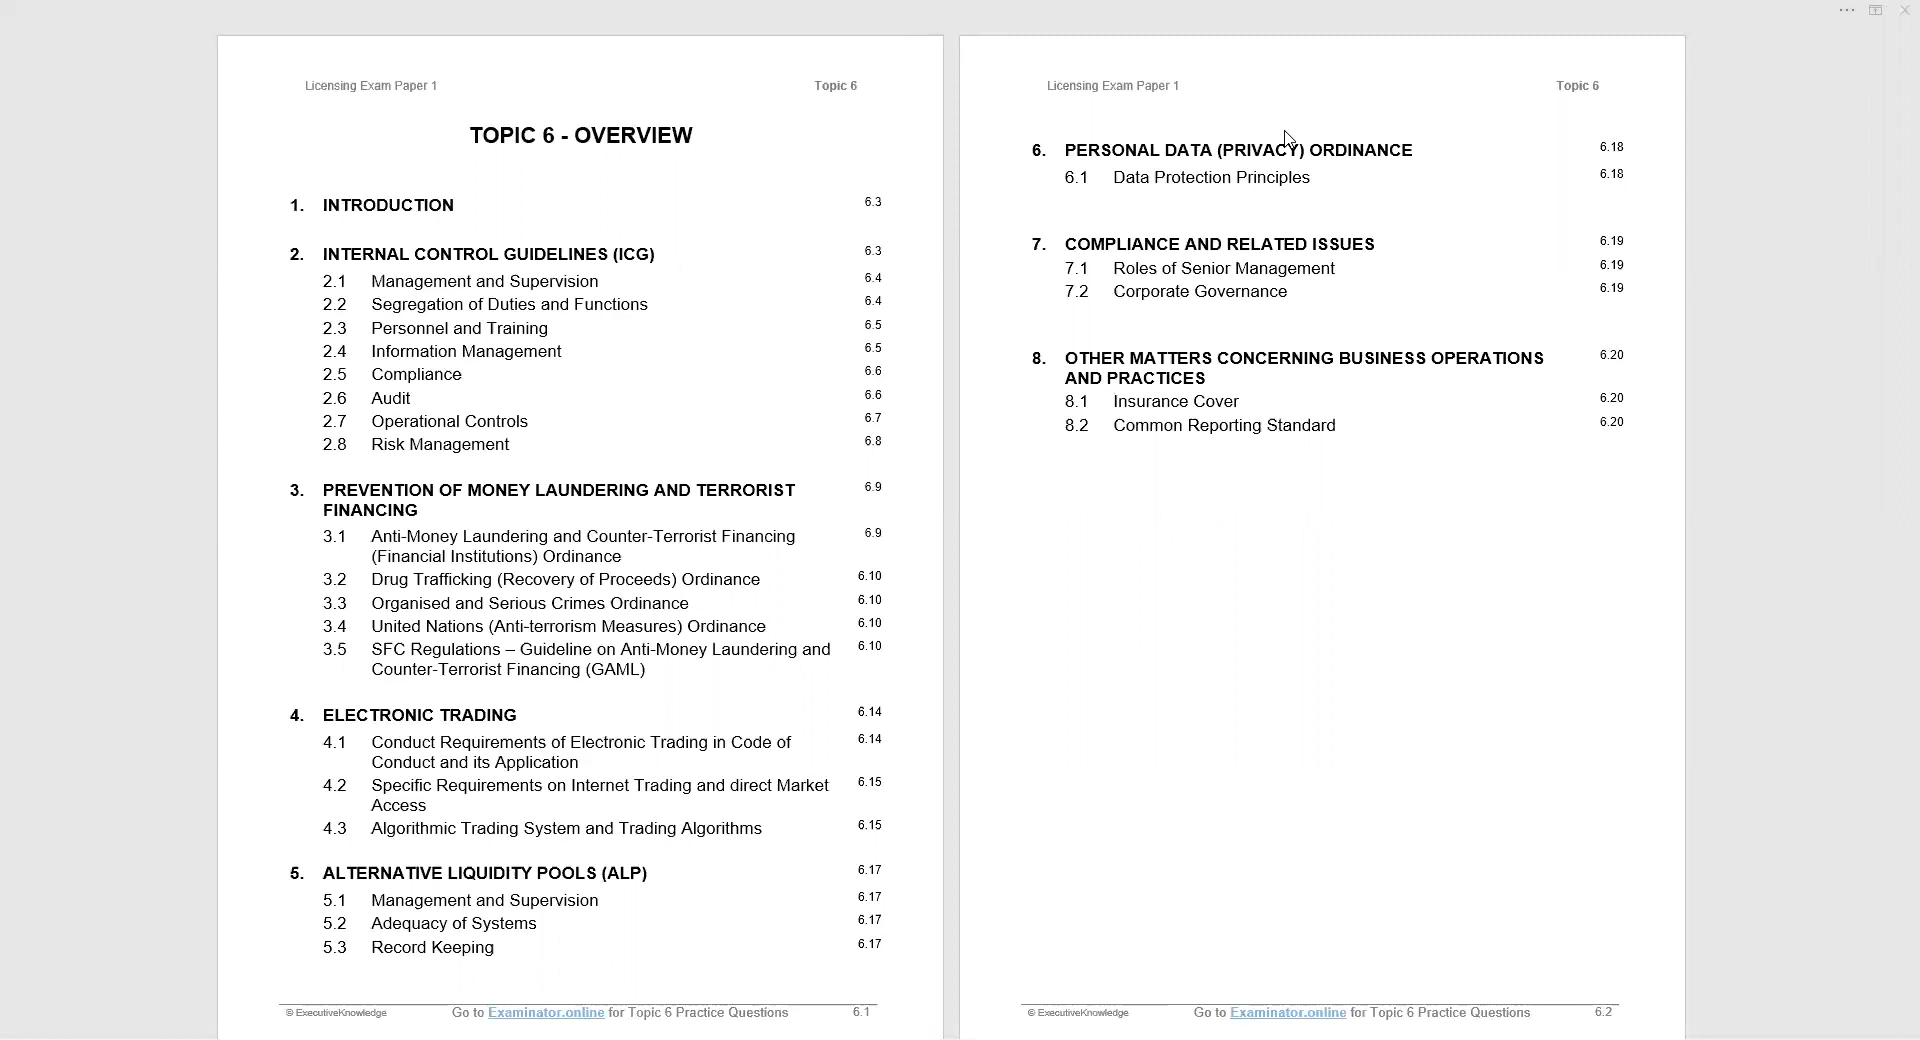 Licensing Exam Paper 1 Topic 6
TOPIC 6 - OVERVIEW
1. INTRODUCTION 6.3
2. INTERNAL CONTROL GUIDELINES (ICG) 6.3
2.1 Management and Supervision 6.4
2.2 Segregation of Duties and Functions 6.4
2.3 Personnel and Training 6.5
2.4 Information Management 6.5
2.5 Compliance 6.6
2.6 Audit 6.6
2.7 Operational Controls 6.7
2.8 Risk Management 6.8
3. PREVENTION OF MONEY LAUNDERING AND TERRORIST 6.9
FINANCING
3.1 Anti-Money Laundering and Counter-Terrorist Financing 6.9
(Financial Institutions) Ordinance
3.2 Drug Trafficking (Recovery of Proceeds) Ordinance 6.10
3.3 Organised and Serious Crimes Ordinance 6.10
3.4 United Nations (Anti-terrorism Measures) Ordinance 6.10
3.5 SFC Regulations – Guideline on Anti-Money Laundering and 6.10
Counter-Terrorist Financing (GAML)
4. ELECTRONIC TRADING 6.14
4.1 Conduct Requirements of Electronic Trading in Code of 6.14
Conduct and its Application
4.2 Specific Requirements on Internet Trading and direct Market 6.15
Access
4.3 Algorithmic Trading System and Trading Algorithms 6.15
5. ALTERNATIVE LIQUIDITY POOLS (ALP) 6.17
5.1 Management and Supervision 6.17
5.2 Adequacy of Systems 6.17
5.3 Record Keeping 6.17
© ExecutiveKnowledge Go to Examinator.online for Topic 6 Practice Questions 6.1
Licensing Exam Paper 1 Topic 6
6. PERSONAL DATA (PRIVACY) ORDINANCE 6.18
6.1 Data Protection Principles 6.18
7. COMPLIANCE AND RELATED ISSUES 6.19
7.1 Roles of Senior Management 6.19
7.2 Corporate Governance 6.19
8. OTHER MATTERS CONCERNING BUSINESS OPERATIONS 6.20
AND PRACTICES
8.1 Insurance Cover 6.20
8.2 Common Reporting Standard 6.20
© ExecutiveKnowledge Go to Examinator.online for Topic 6 Practice Questions 6.2